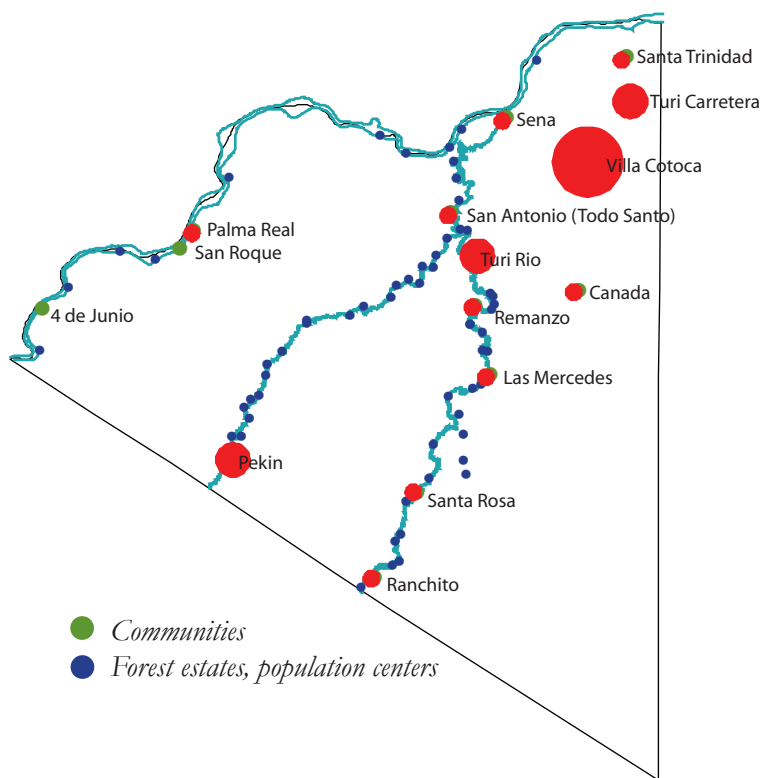 Santa Trinidad
Turi Carretera
Sena
Villa Cotoca
San Antonio (Todo Santo)
Palma Real
San Roque
Turi Rio
Canada
4 de Junio
Remanzo
Las Mercedes
Pekin
Santa Rosa
Ranchito
Communities
Forest estates, population centers